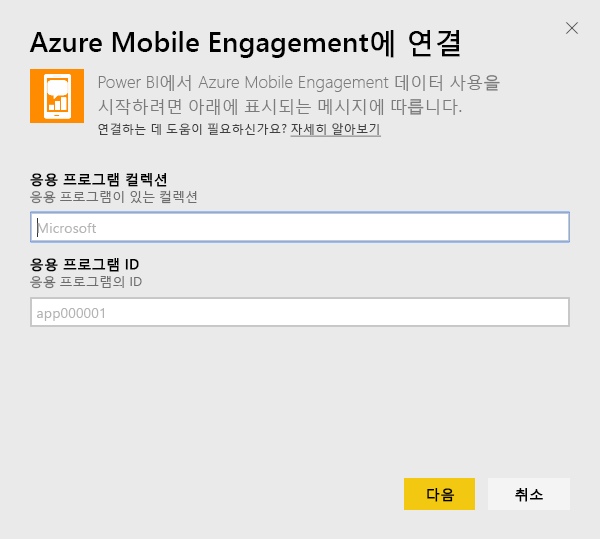 Azure Mobile Engagement에 연결
Power BI에서 Azure Mobile Engagement 데이터 사용을
시작하려면 아래에 표시되는 메시지에 따릅니다.
연결하는 데 도움이 필요하신가요? 자세히 알아보기
응용 프로그램 컬렉션
응용 프로그램이 있는 컬렉션
Microsoft
응용 프로그램 ID
응용 프로그램의 ID
app000001
다음 취소